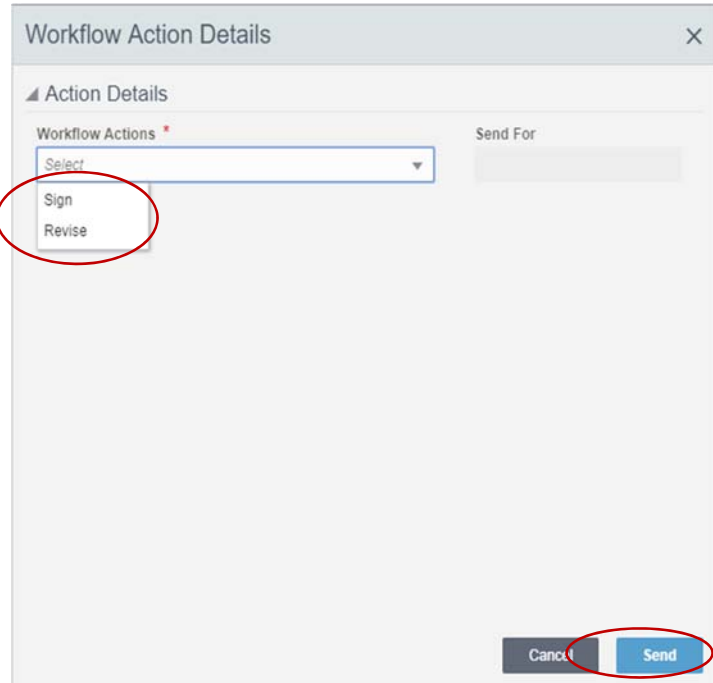 Workflow Action Details
Action Details
Workflow Actions * Send For
Select
Sign
Revise
Cancel Send